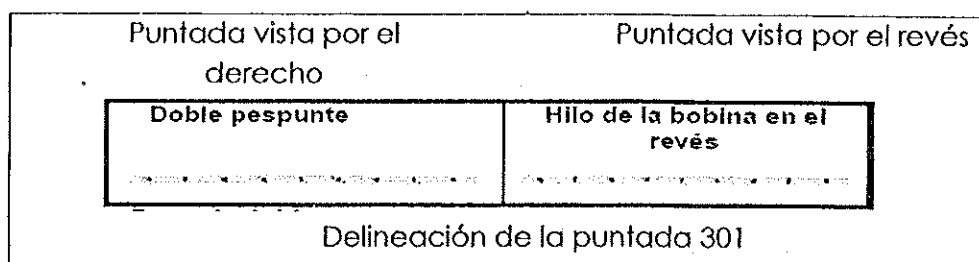 Puntada vista por el
derecho
Puntada vista por el revés
Doble pespunte
Hilo de la bobina en el
revés
Delineación de la puntada 301